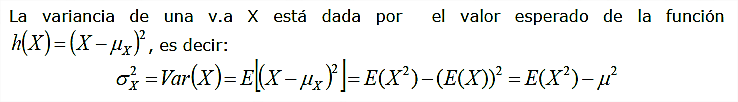 La variancia de una v.a X está dada por el valor esperado de la función
h(X) = (X − μ_X)², es decir:
σ²_X = Var(X) = E[(X − μ_X)²] = E(X²) − (E(X))² = E(X²) − μ²